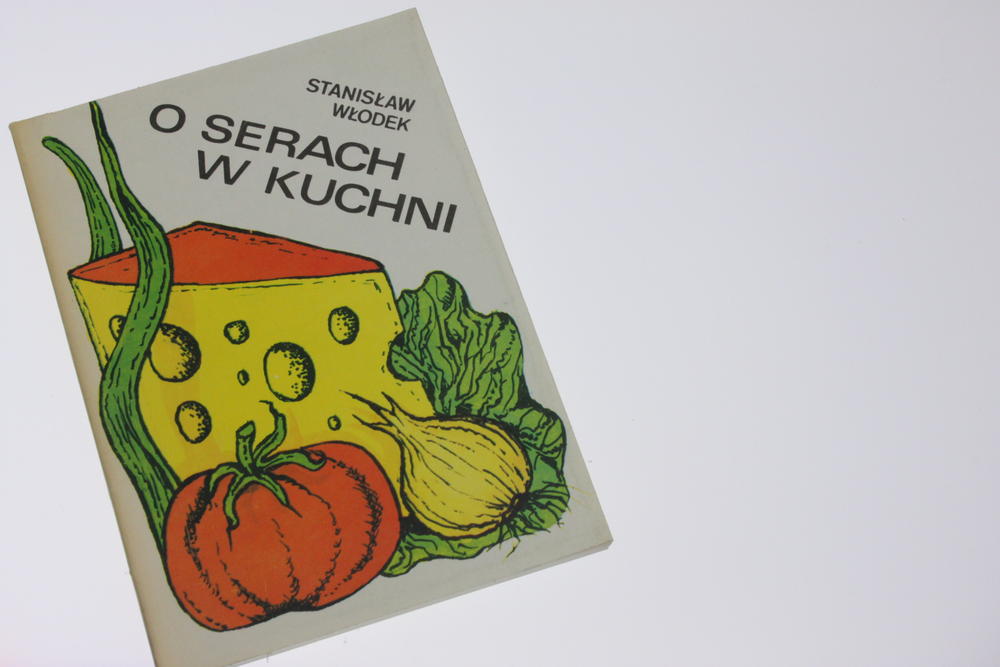 STANISŁAW
WŁODEK
O SERACH
W KUCHNI